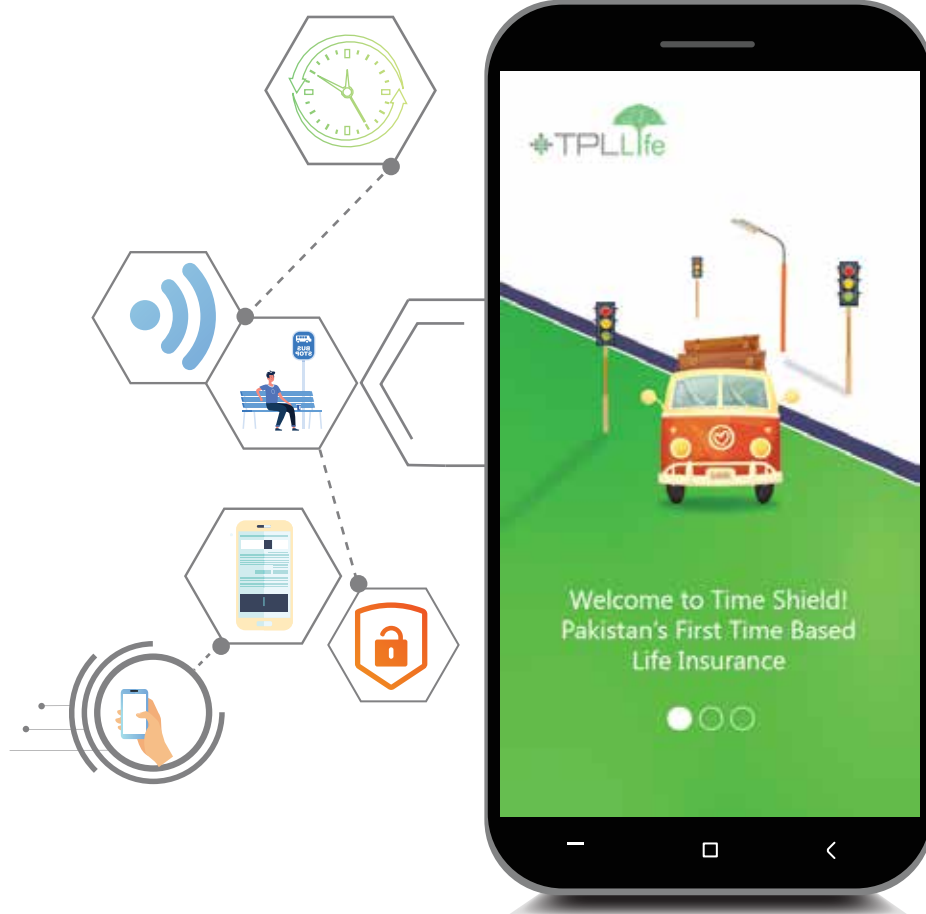 TPLLife
BUS
STOP
Welcome to Time Shield!
Pakistan's First Time Based
Life Insurance